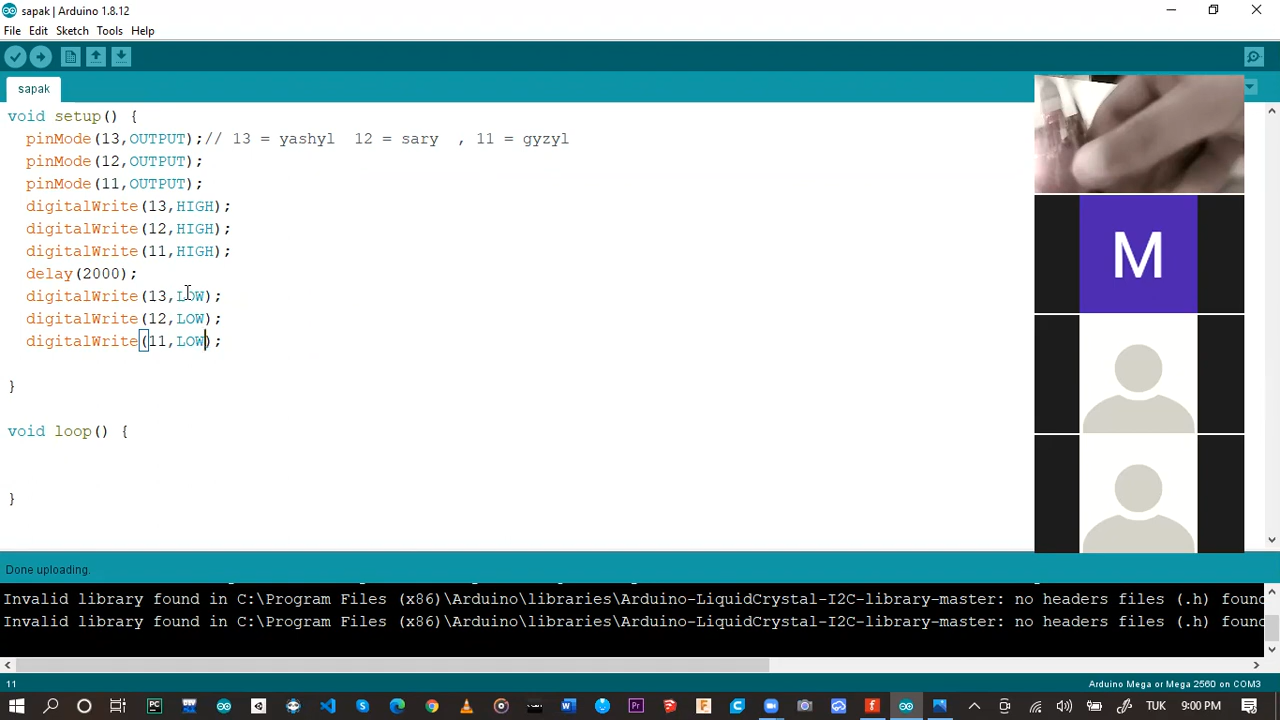 sapak | Arduino 1.8.12
File Edit Sketch Tools Help
sapak
void setup() {
pinMode(13,OUTPUT);// 13 = yashyl  12 = sary  , 11 = gyzyl
pinMode(12,OUTPUT);
pinMode(11,OUTPUT);
digitalWrite(13,HIGH);
digitalWrite(12,HIGH);
digitalWrite(11,HIGH);
delay(2000);
digitalWrite(13,LOW);
digitalWrite(12,LOW);
digitalWrite(11,LOW);
}
void loop() {
}
M
Done uploading.
Invalid library found in C:\Program Files (x86)\Arduino\libraries\Arduino-LiquidCrystal-I2C-library-master: no headers files (.h) found
Invalid library found in C:\Program Files (x86)\Arduino\libraries\Arduino-LiquidCrystal-I2C-library-master: no headers files (.h) found
11
Arduino Mega or Mega 2560 on COM3
TUK
9:00 PM